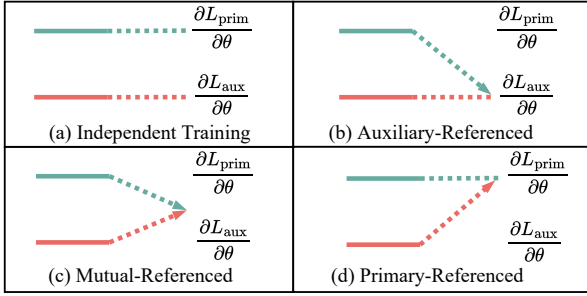 ∂L_prim/∂θ
∂L_aux/∂θ
(a) Independent Training
∂L_prim/∂θ
∂L_aux/∂θ
(b) Auxiliary-Referenced
∂L_prim/∂θ
∂L_aux/∂θ
(c) Mutual-Referenced
∂L_prim/∂θ
∂L_aux/∂θ
(d) Primary-Referenced